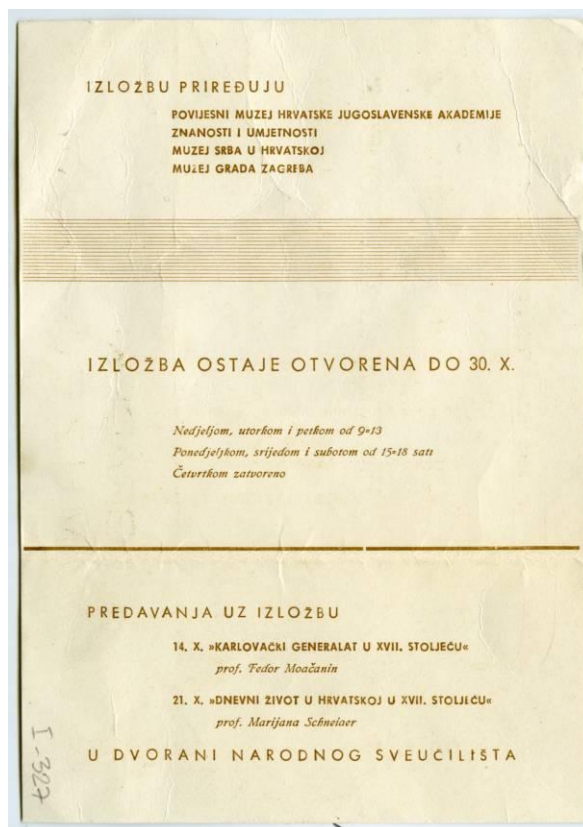 IZLOŽBU PRIREĐUJU
POVIJESNI MUZEJ HRVATSKE JUGOSLAVENSKE AKADEMIJE
ZNANOSTI I UMJETNOSTI
MUZEJ SRBA U HRVATSKOJ
MUZEJ GRADA ZAGREBA
IZLOŽBA OSTAJE OTVORENA DO 30. X.
Nedjeljom, utorkom i petkom od 9-13
Ponedjeljkom, srijedom i subotom od 15-18 sati
Četvrtkom zatvoreno
PREDAVANJA UZ IZLOŽBU
14. X. »KARLOVAČKI GENERALAT U XVII. STOLJEĆU«
prof. Fedor Moačanin
21. X. »DNEVNI ŽIVOT U HRVATSKOJ U XVII. STOLJEĆU«
prof. Marijana Schneider
U DVORANI NARODNOG SVEUČILIŠTA
I-327